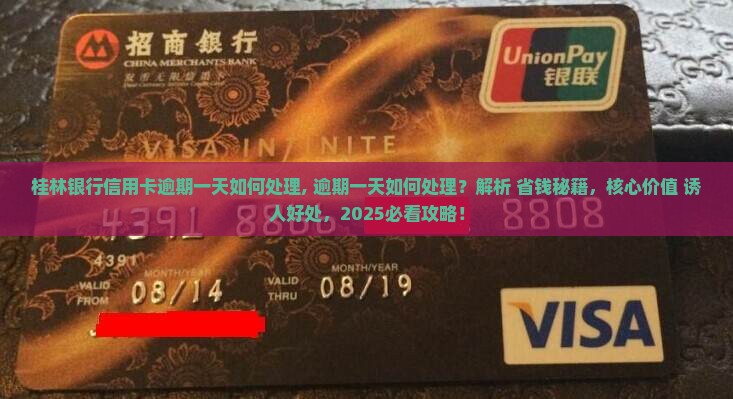 招商银行
CHINA MERCHANTS BANK
UnionPay
银联
VISA INFINITE
桂林银行信用卡逾期一天如何处理, 逾期一天如何处理？解析 省钱秘籍，核心价值 诱
人好处，2025必看攻略！
4391
8808
4391
MONTH/YEAR
MONTH/YEAR
VALID
FROM
08/14
VALID
THRU
08/19
VISA